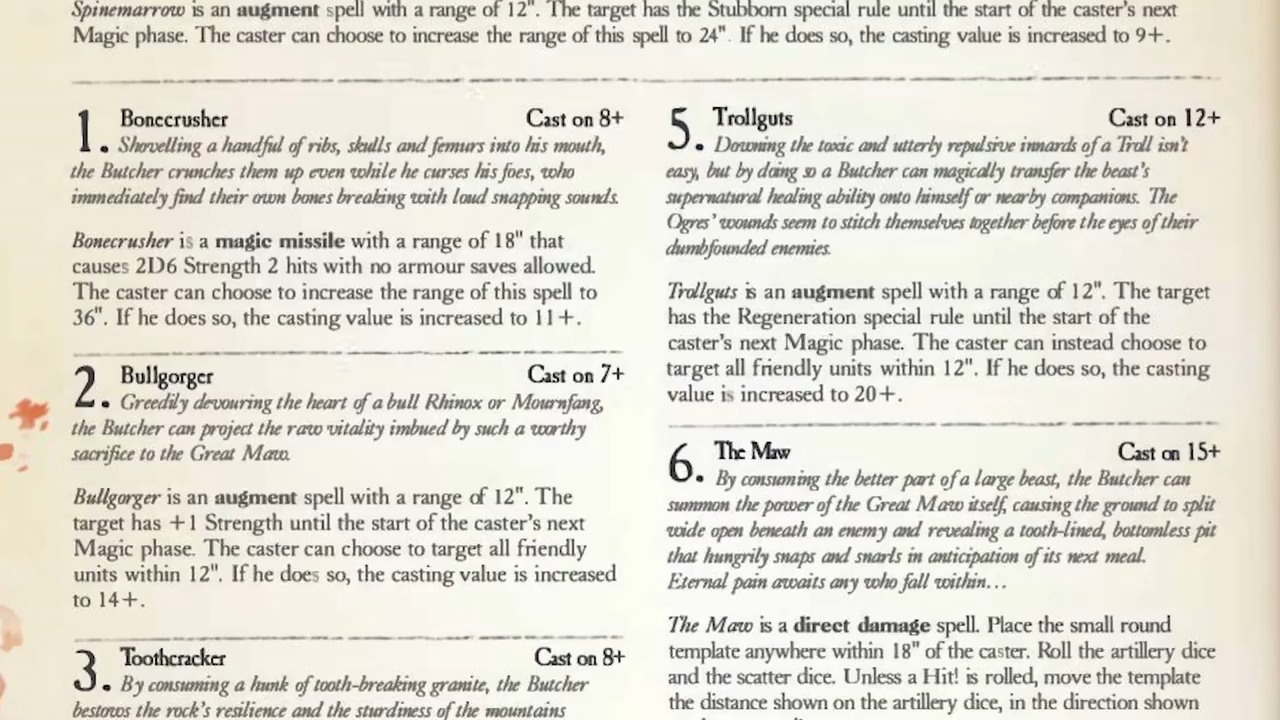 Spinemarrow is an augment spell with a range of 12". The target has the Stubborn special rule until the start of the caster's next
Magic phase. The caster can choose to increase the range of this spell to 24". If he does so, the casting value is increased to 9+.
1. Bonecrusher Cast on 8+
Shovelling a handful of ribs, skulls and femurs into his mouth,
the Butcher crunches them up even while he curses his foes, who
immediately find their own bones breaking with loud snapping sounds.
Bonecrusher is a magic missile with a range of 18" that
causes 2D6 Strength 2 hits with no armour saves allowed.
The caster can choose to increase the range of this spell to
36". If he does so, the casting value is increased to 11+.
2. Bullgorger Cast on 7+
Greedily devouring the heart of a bull Rhinox or Mournfang,
the Butcher can project the raw vitality imbued by such a worthy
sacrifice to the Great Maw.
Bullgorger is an augment spell with a range of 12". The
target has +1 Strength until the start of the caster's next
Magic phase. The caster can choose to target all friendly
units within 12". If he does so, the casting value is increased
to 14+.
3. Toothcracker Cast on 8+
By consuming a hunk of tooth-breaking granite, the Butcher
bestows the rock's resilience and the sturdiness of the mountains
5. Trollguts Cast on 12+
Downing the toxic and utterly repulsive innards of a Troll isn't
easy, but by doing so a Butcher can magically transfer the beast's
supernatural healing ability onto himself or nearby companions. The
Ogres' wounds seem to stitch themselves together before the eyes of their
dumbfounded enemies.
Trollguts is an augment spell with a range of 12". The target
has the Regeneration special rule until the start of the
caster's next Magic phase. The caster can instead choose to
target all friendly units within 12". If he does so, the casting
value is increased to 20+.
6. The Maw Cast on 15+
By consuming the better part of a large beast, the Butcher can
summon the power of the Great Maw itself, causing the ground to split
wide open beneath an enemy and revealing a tooth-lined, bottomless pit
that hungrily snaps and snarls in anticipation of its next meal.
Eternal pain awaits any who fall within...
The Maw is a direct damage spell. Place the small round
template anywhere within 18" of the caster. Roll the artillery dice
and the scatter dice. Unless a Hit! is rolled, move the template
the distance shown on the artillery dice, in the direction shown